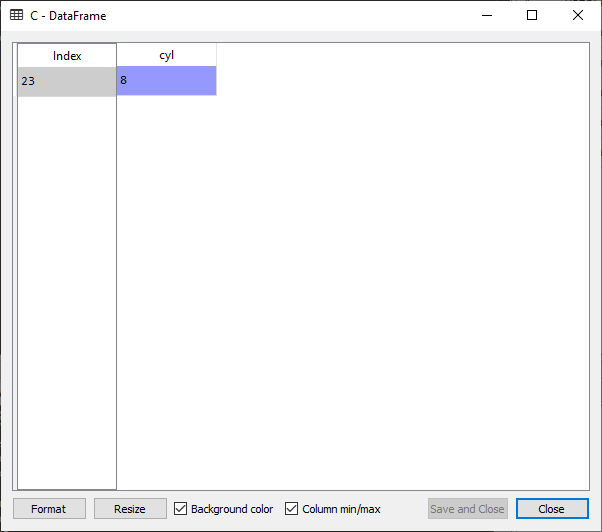 C - DataFrame
Index cyl
23 8
Format Resize Background color Column min/max Save and Close Close